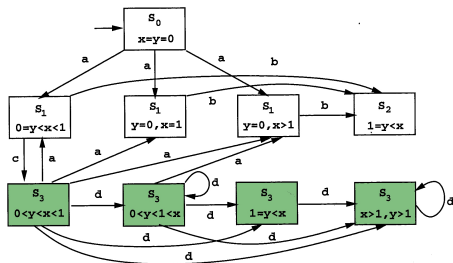 S0
x=y=0
a
a
a
b
S1
0=y<x<1
S1
y=0,x=1
b
S1
y=0,x>1
b
S2
1=y<x
c
a
a
a
a
S3
0<y<x<1
d
S3
0<y<1<x
d
d
S3
1=y<x
d
S3
x>1,y>1
d
d
d
d